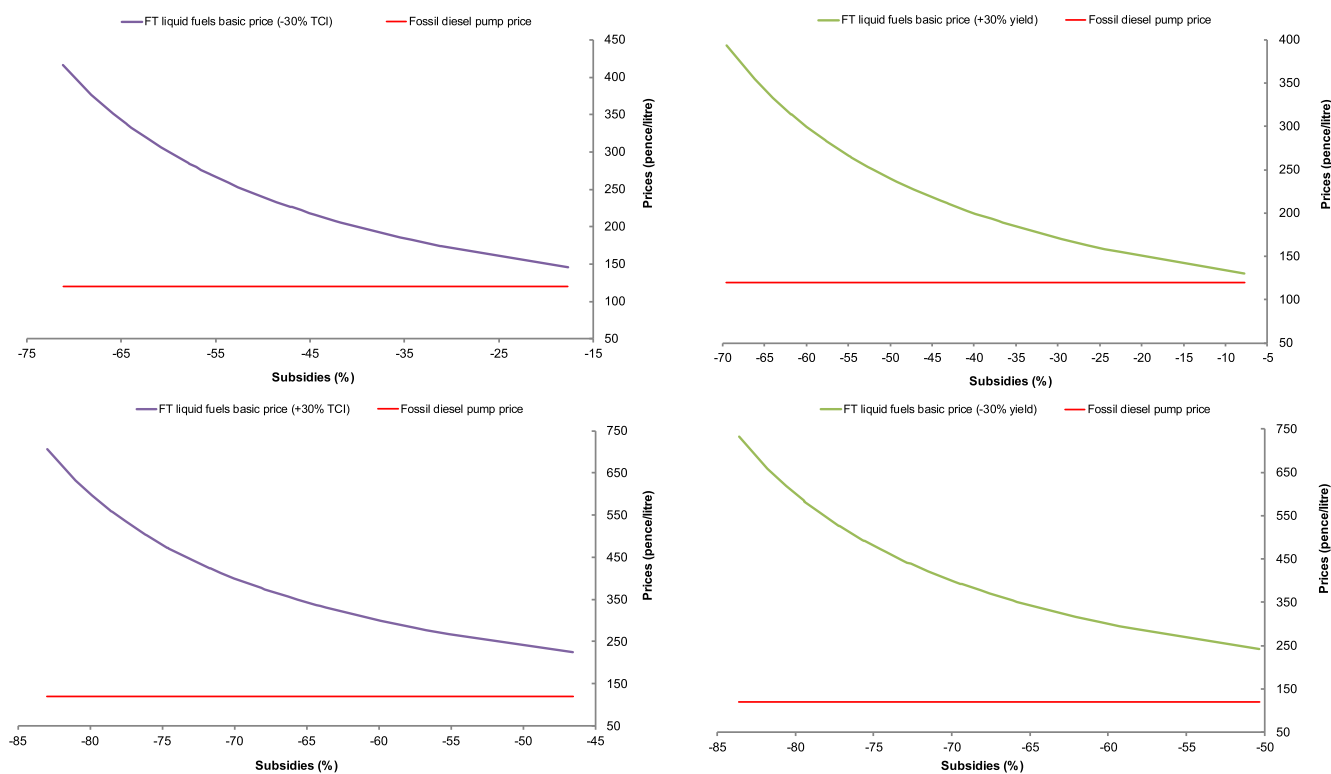 FT liquid fuels basic price (-30% TCI) Fossil diesel pump price
450
400
350
300
250
200
150
100
50
Prices (pence/litre)
-75 -65 -55 -45 -35 -25 -15
Subsidies (%)
FT liquid fuels basic price (+30% yield) Fossil diesel pump price
400
350
300
250
200
150
100
50
Prices (pence/litre)
-70 -65 -60 -55 -50 -45 -40 -35 -30 -25 -20 -15 -10 -5
Subsidies (%)
FT liquid fuels basic price (+30% TCI) Fossil diesel pump price
750
650
550
450
350
250
150
50
Prices (pence/litre)
-85 -80 -75 -70 -65 -60 -55 -50 -45
Subsidies (%)
FT liquid fuels basic price (-30% yield) Fossil diesel pump price
750
650
550
450
350
250
150
50
Prices (pence/litre)
-85 -80 -75 -70 -65 -60 -55 -50
Subsidies (%)